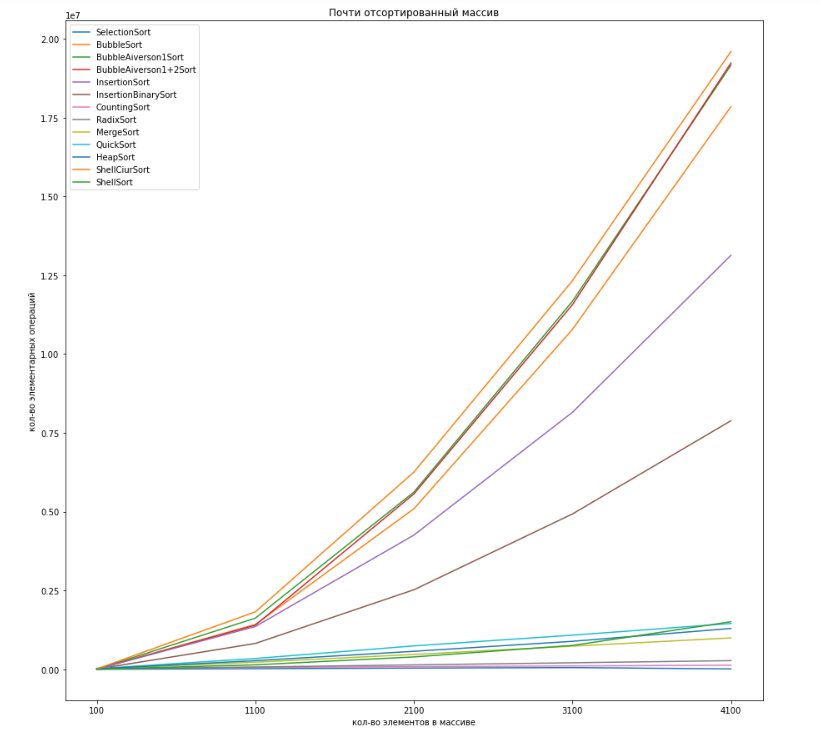 Почти отсортированный массив
1e7
SelectionSort
BubbleSort
BubbleAiverson1Sort
BubbleAiverson1+2Sort
InsertionSort
InsertionBinarySort
CountingSort
RadixSort
MergeSort
QuickSort
HeapSort
ShellCiurSort
ShellSort
2.00
1.75
1.50
1.25
1.00
0.75
0.50
0.25
0.00
кол-во элементарных операций
100
1100
2100
3100
4100
кол-во элементов в массиве